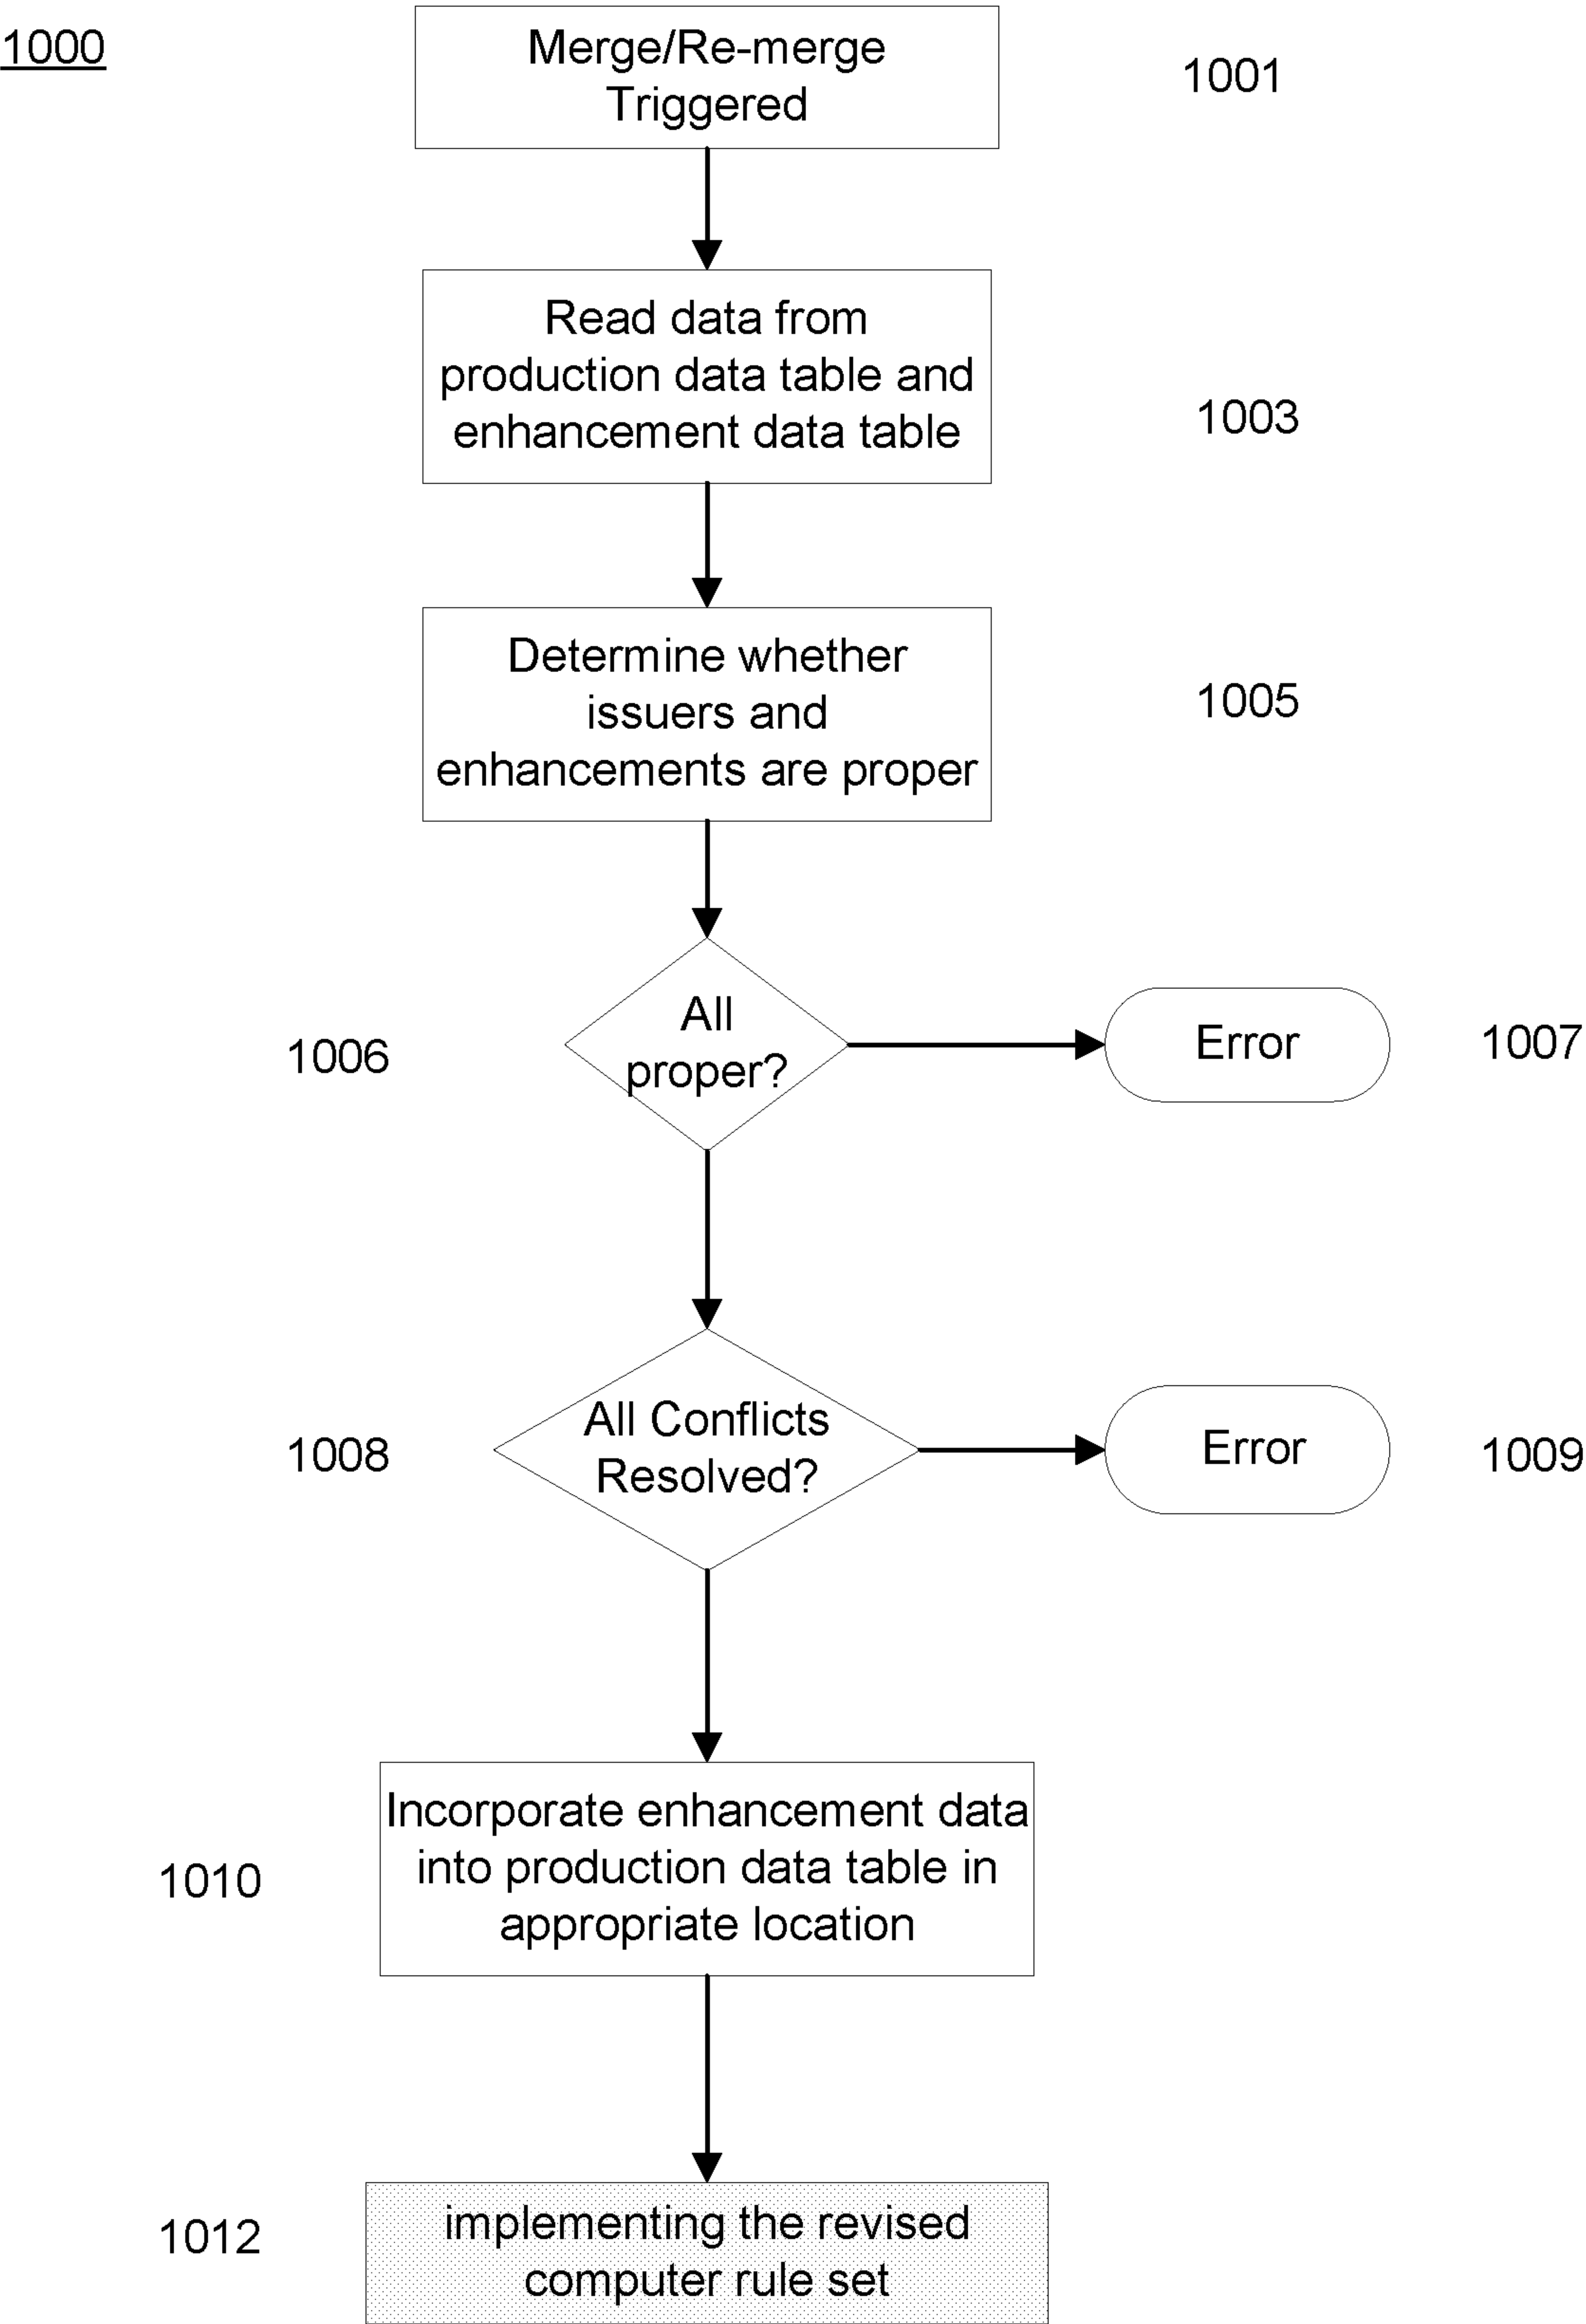 1000
Merge/Re-merge
Triggered
1001
Read data from
production data table and
enhancement data table
1003
Determine whether
issuers and
enhancements are proper
1005
1006
All
proper?
Error
1007
1008
All Conflicts
Resolved?
Error
1009
1010
Incorporate enhancement data
into production data table in
appropriate location
1012
implementing the revised
computer rule set